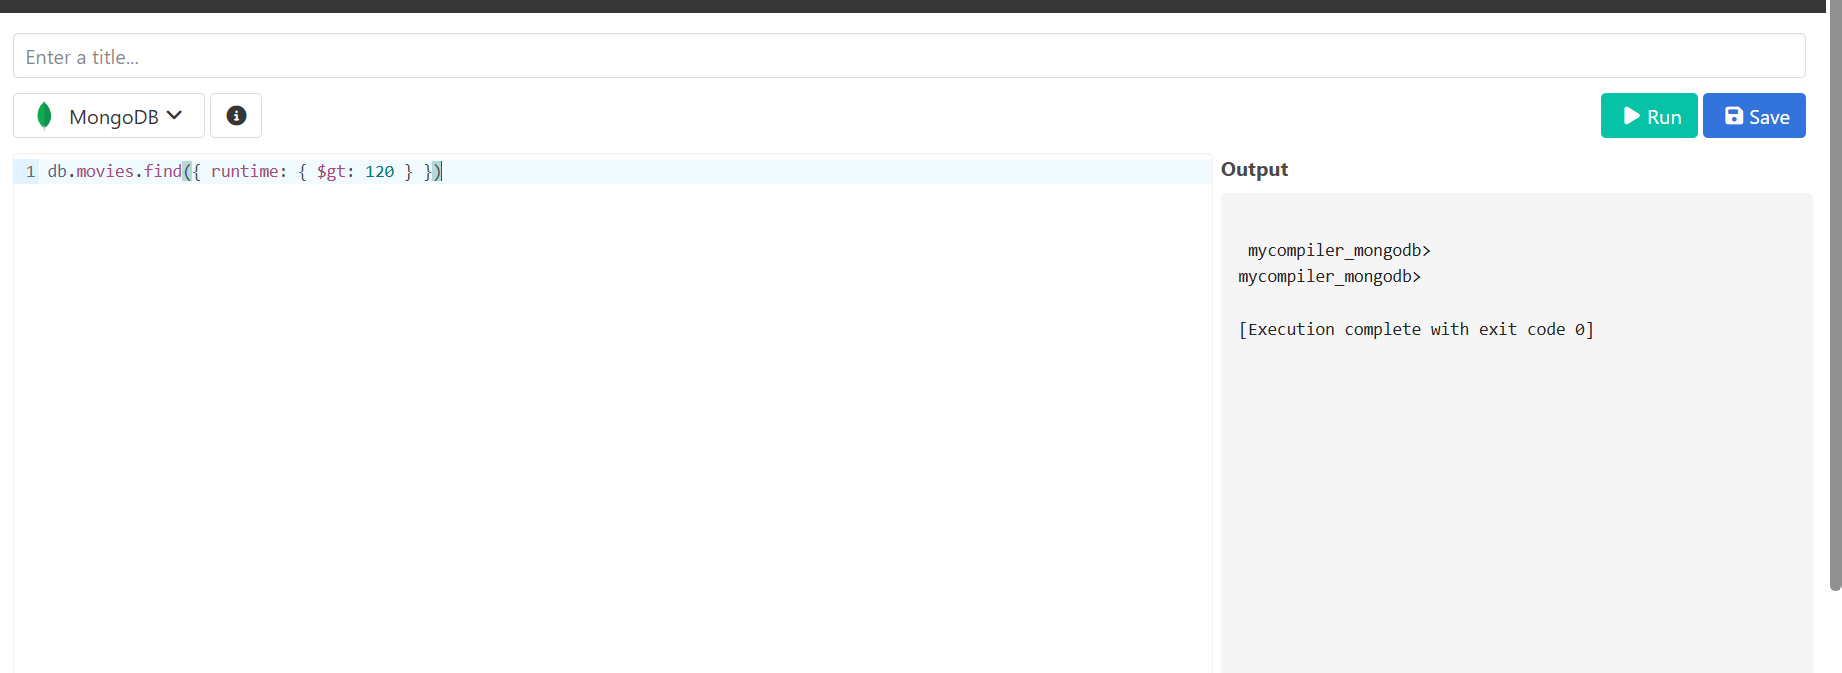 Enter a title...
MongoDB
Run
Save
1 db.movies.find({ runtime: { $gt: 120 } })
Output
mycompiler_mongodb>
mycompiler_mongodb>
[Execution complete with exit code 0]